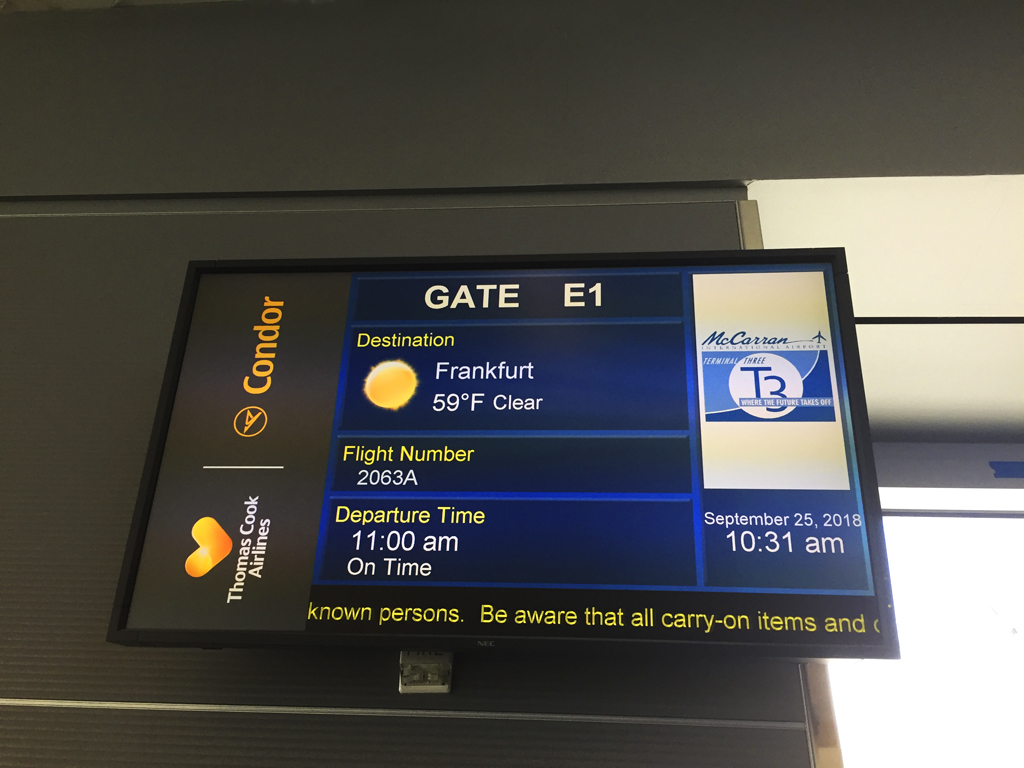 Condor
Thomas Cook
Airlines
GATE E1
Destination
Frankfurt
59°F Clear
Flight Number
2063A
Departure Time
11:00 am
On Time
McCarran
INTERNATIONAL AIRPORT
TERMINAL THREE
T3
WHERE THE FUTURE TAKES OFF
September 25, 2018
10:31 am
known persons. Be aware that all carry-on items and
NEC